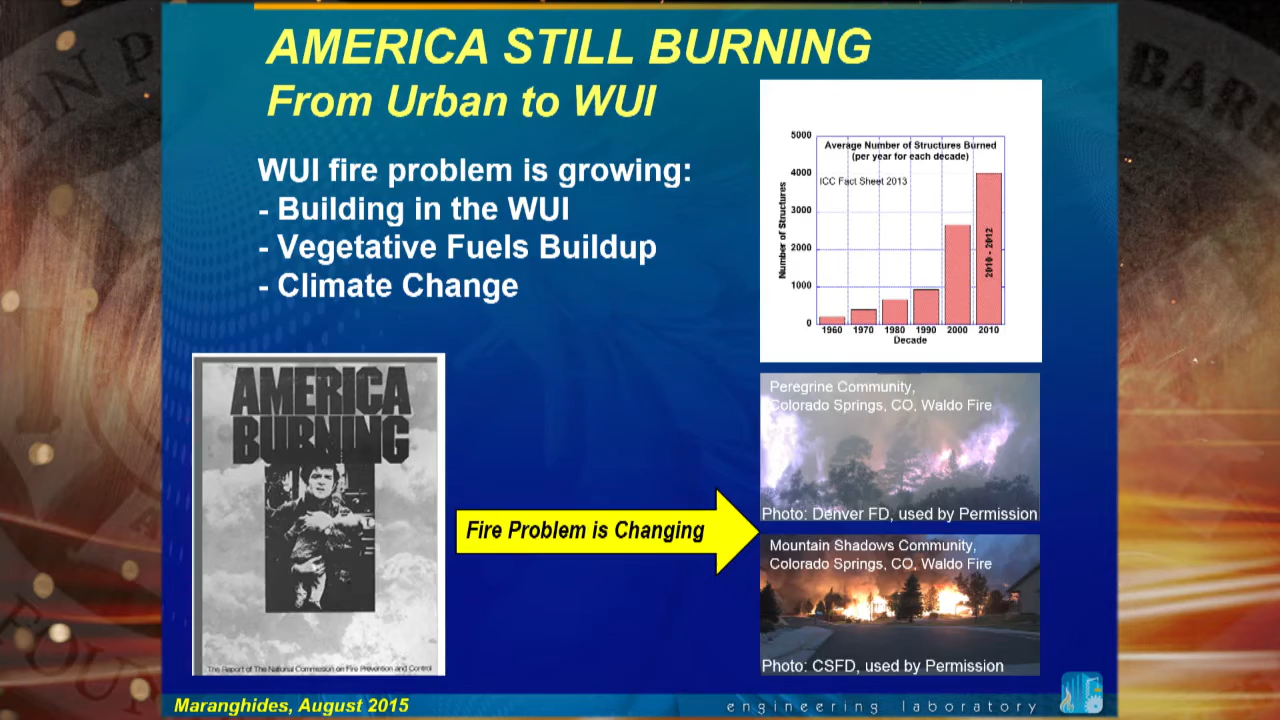 AMERICA STILL BURNING
From Urban to WUI
WUI fire problem is growing:
- Building in the WUI
- Vegetative Fuels Buildup
- Climate Change
5000
4000
3000
2000
1000
0
Number of Structures
Average Number of Structures Burned
(per year for each decade)
ICC Fact Sheet 2013
2010 - 2012
1960 1970 1980 1990 2000 2010
Decade
AMERICA
BURNING
The Report of The National Commission on Fire Prevention and Control
Fire Problem is Changing
Peregrine Community,
Colorado Springs, CO, Waldo Fire
Photo: Denver FD, used by Permission
Mountain Shadows Community,
Colorado Springs, CO, Waldo Fire
Photo: CSFD, used by Permission
Maranghides, August 2015
engineering laboratory
HN P
BARR
FOU